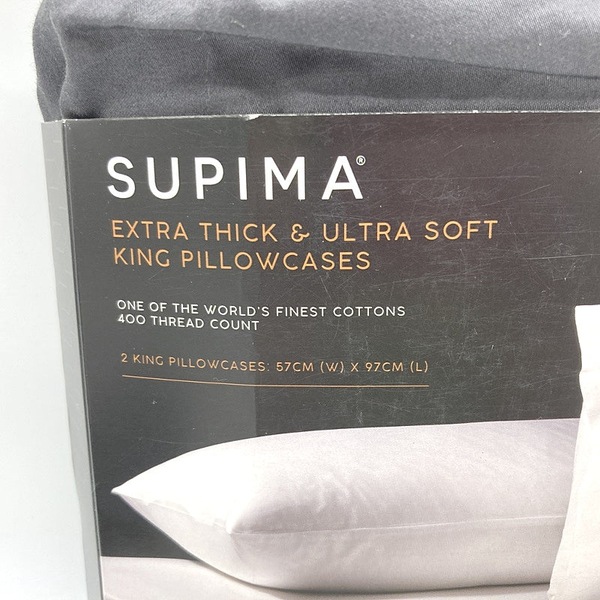 SUPIMA®
EXTRA THICK & ULTRA SOFT
KING PILLOWCASES
ONE OF THE WORLD'S FINEST COTTONS
400 THREAD COUNT
2 KING PILLOWCASES: 57CM (W) X 97CM (L)